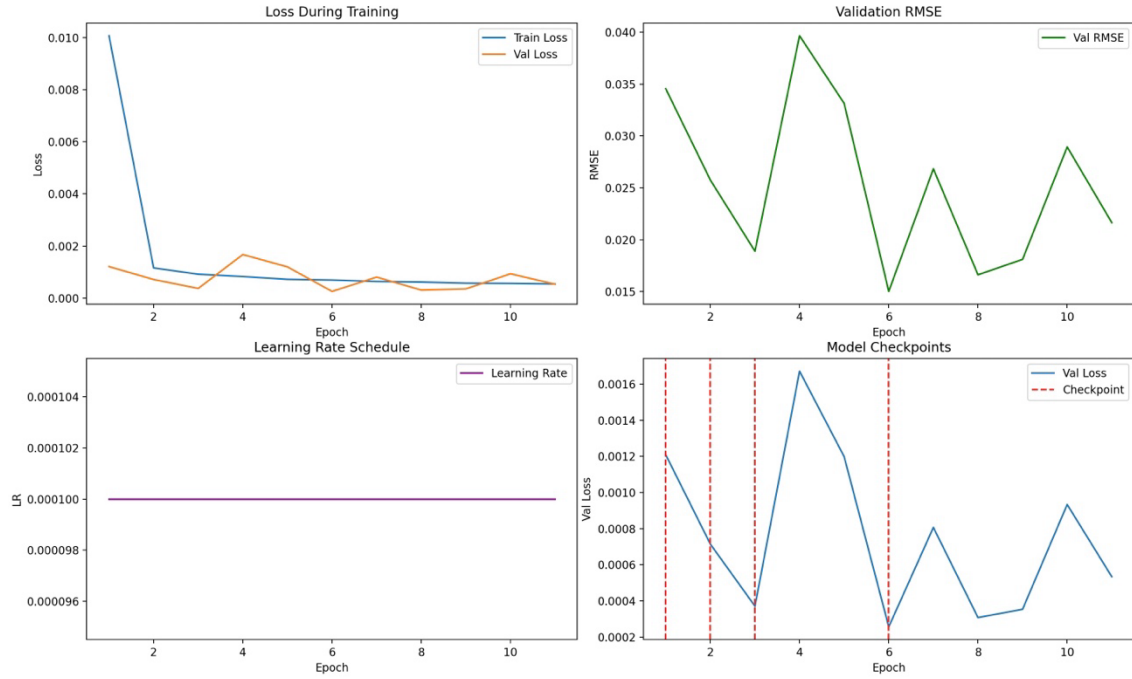 Loss During Training
Train Loss
Val Loss
0.010
0.008
0.006
0.004
0.002
0.000
Loss
2 4 6 8 10
Epoch
Validation RMSE
Val RMSE
0.040
0.035
0.030
0.025
0.020
0.015
RMSE
2 4 6 8 10
Epoch
Learning Rate Schedule
Learning Rate
0.000104
0.000102
0.000100
0.000098
0.000096
LR
2 4 6 8 10
Epoch
Model Checkpoints
Val Loss
Checkpoint
0.0016
0.0014
0.0012
0.0010
0.0008
0.0006
0.0004
0.0002
Val Loss
2 4 6 8 10
Epoch